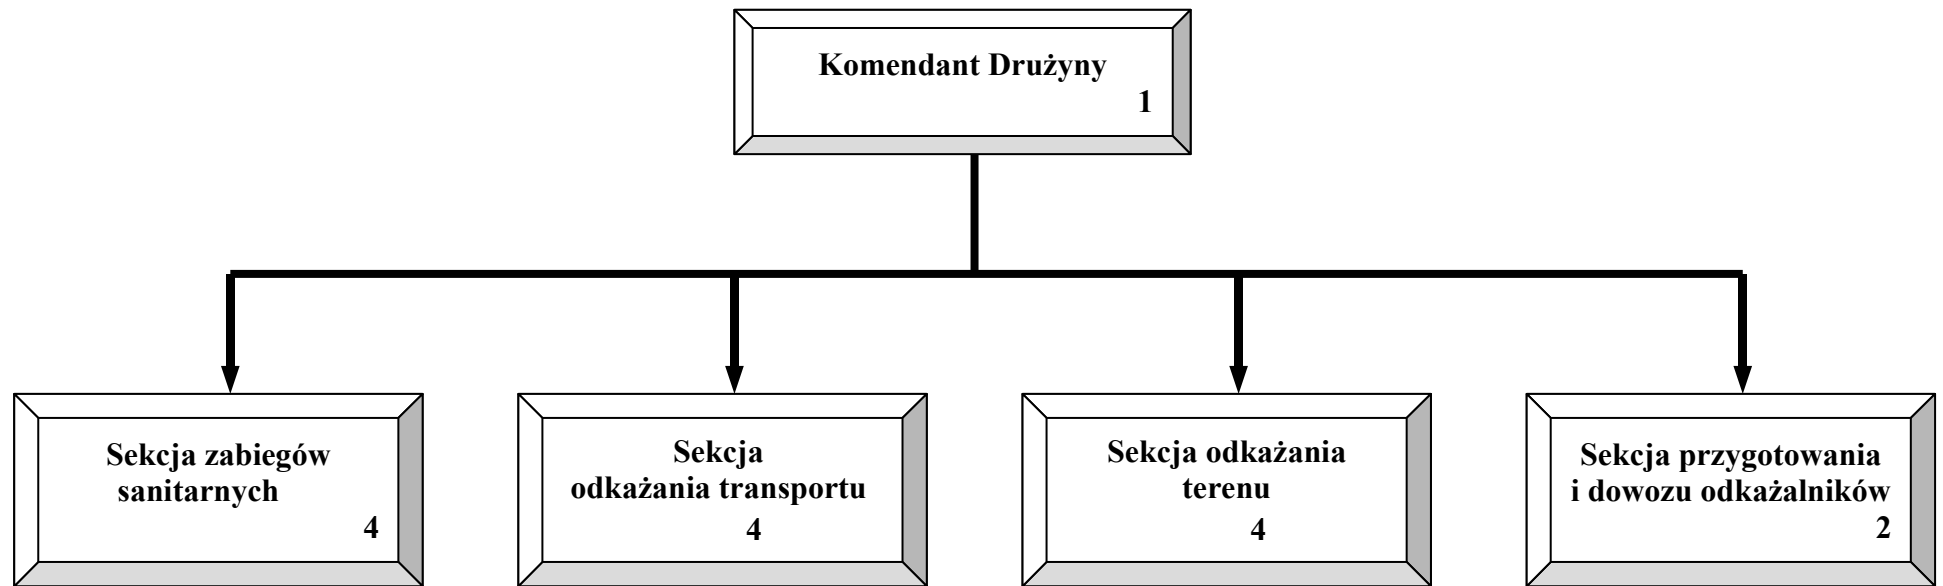 Komendant Drużyny
1
Sekcja zabiegów
sanitarnych
4
Sekcja
odkażania transportu
4
Sekcja odkażania
terenu
4
Sekcja przygotowania
i dowozu odkażalników
2